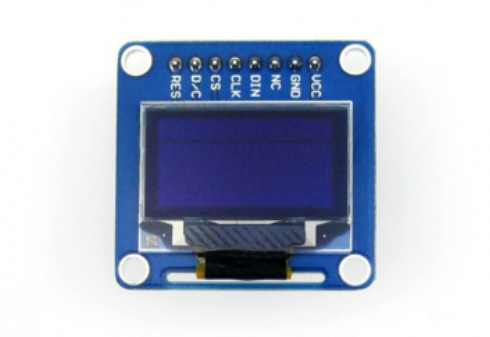 RES
D/C
CS
CLK
DIN
NC
GND
VCC